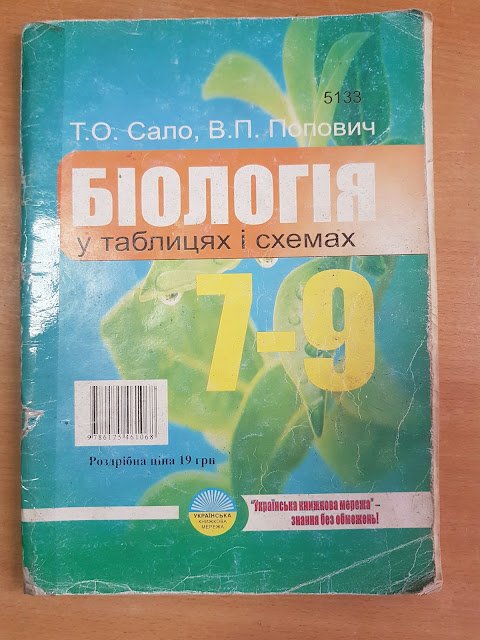 5133
Т.О. Сало, В.П. Попович
БІОЛОГІЯ
у таблицях і схемах
7-9
9786175461068
Роздрібна ціна 19 грн
УКРАЇНСЬКА
КНИЖКОВА
МЕРЕЖА
"Українська книжкова мережа" –
знання без обмежень!